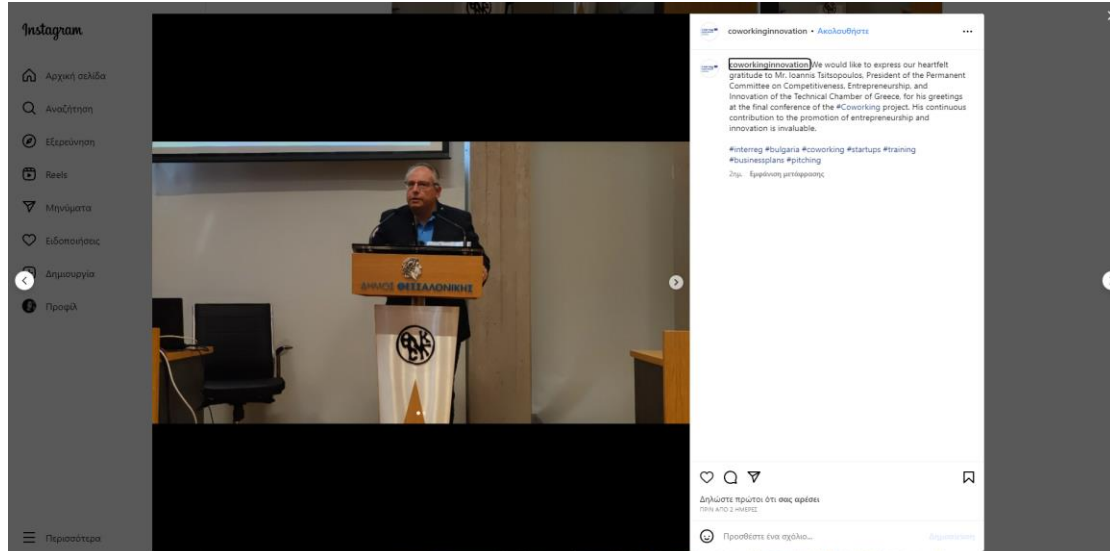 Instagram
Αρχική σελίδα
Αναζήτηση
Εξερεύνηση
Reels
Μηνύματα
Ειδοποιήσεις
Δημιουργία
Προφίλ
Περισσότερα
ΔΗΜΟΣ ΘΕΣΣΑΛΟΝΙΚΗΣ
coworkinginnovation • Ακολουθήστε
coworkinginnovation We would like to express our heartfelt
gratitude to Mr. Ioannis Tsitsopoulos, President of the Permanent
Committee on Competitiveness, Entrepreneurship, and
Innovation of the Technical Chamber of Greece, for his greetings
at the final conference of the #Coworking project. His continuous
contribution to the promotion of entrepreneurship and
innovation is invaluable.
#interreg #bulgaria #coworking #startups #training
#businessplans #pitching
2ημ. Εμφάνιση μετάφρασης
Δηλώστε πρώτοι ότι σας αρέσει
ΠΡΙΝ ΑΠΟ 2 ΗΜΕΡΕΣ
Προσθέστε ένα σχόλιο...
Δημοσίευση